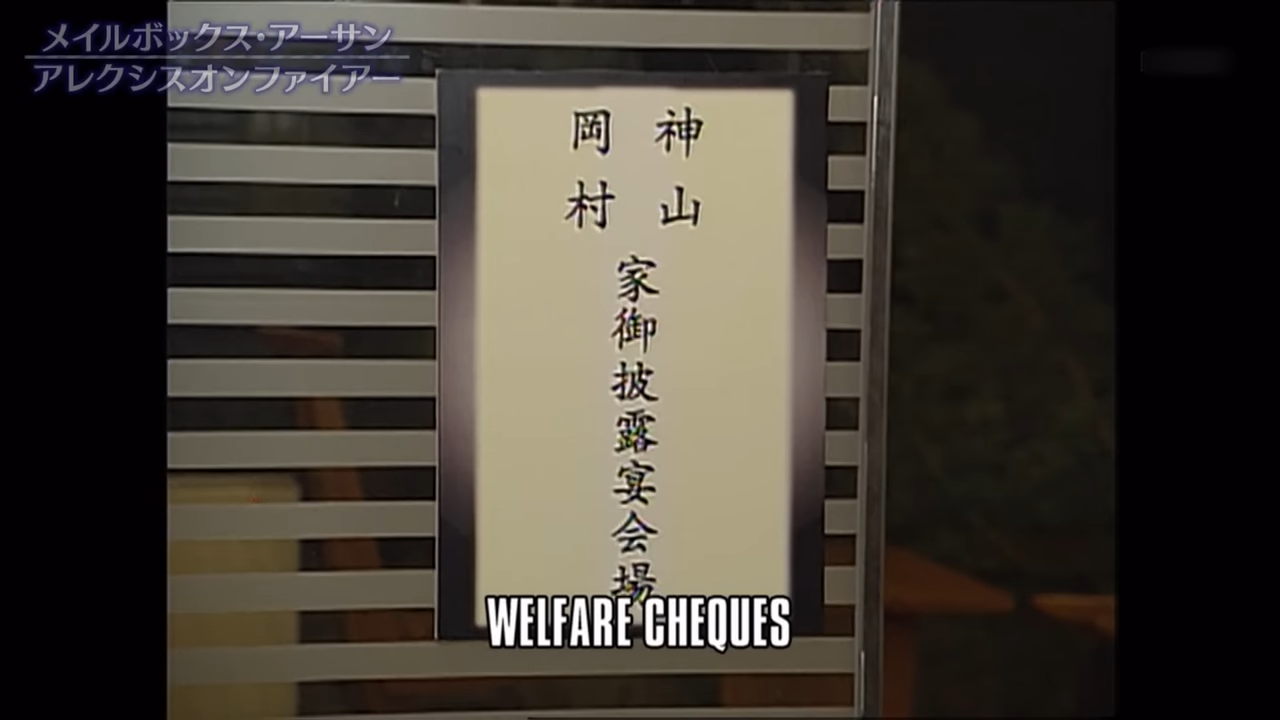 メイルボックス・アーサン
アレクシスオンファイアー
神山
岡村
家御披露宴会場
WELFARE CHEQUES